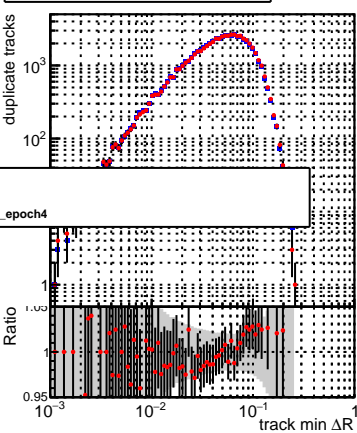 duplicate tracks
10³
10²
_epoch4
1
1.05
Ratio
1
0.95
10⁻³
10⁻²
10⁻¹
1
track min ΔR